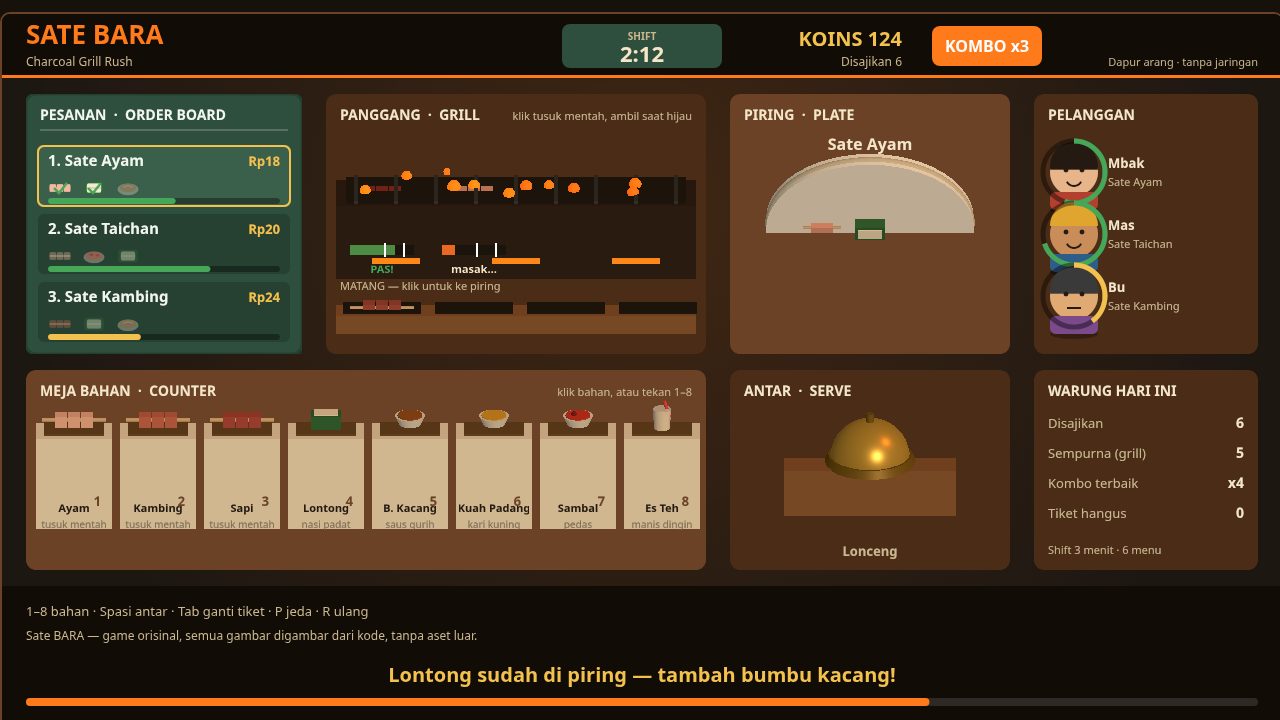 SATE BARA
Charcoal Grill Rush
SHIFT
2:12
KOINS 124
Disajikan 6
KOMBO x3
Dapur arang · tanpa jaringan
PESANAN · ORDER BOARD
1. Sate Ayam Rp18
2. Sate Taichan Rp20
3. Sate Kambing Rp24
PANGGANG · GRILL
klik tusuk mentah, ambil saat hijau
PAS!
masak...
MATANG — klik untuk ke piring
PIRING · PLATE
Sate Ayam
PELANGGAN
Mbak
Sate Ayam
Mas
Sate Taichan
Bu
Sate Kambing
MEJA BAHAN · COUNTER
klik bahan, atau tekan 1–8
Ayam 1
tusuk mentah
Kambing 2
tusuk mentah
Sapi 3
tusuk mentah
Lontong 4
nasi padat
B. Kacang 5
saus gurih
Kuah Padang 6
kari kuning
Sambal 7
pedas
Es Teh 8
manis dingin
ANTAR · SERVE
Lonceng
WARUNG HARI INI
Disajikan 6
Sempurna (grill) 5
Kombo terbaik x4
Tiket hangus 0
Shift 3 menit · 6 menu
1–8 bahan · Spasi antar · Tab ganti tiket · P jeda · R ulang
Sate BARA — game orisinal, semua gambar digambar dari kode, tanpa aset luar.
Lontong sudah di piring — tambah bumbu kacang!